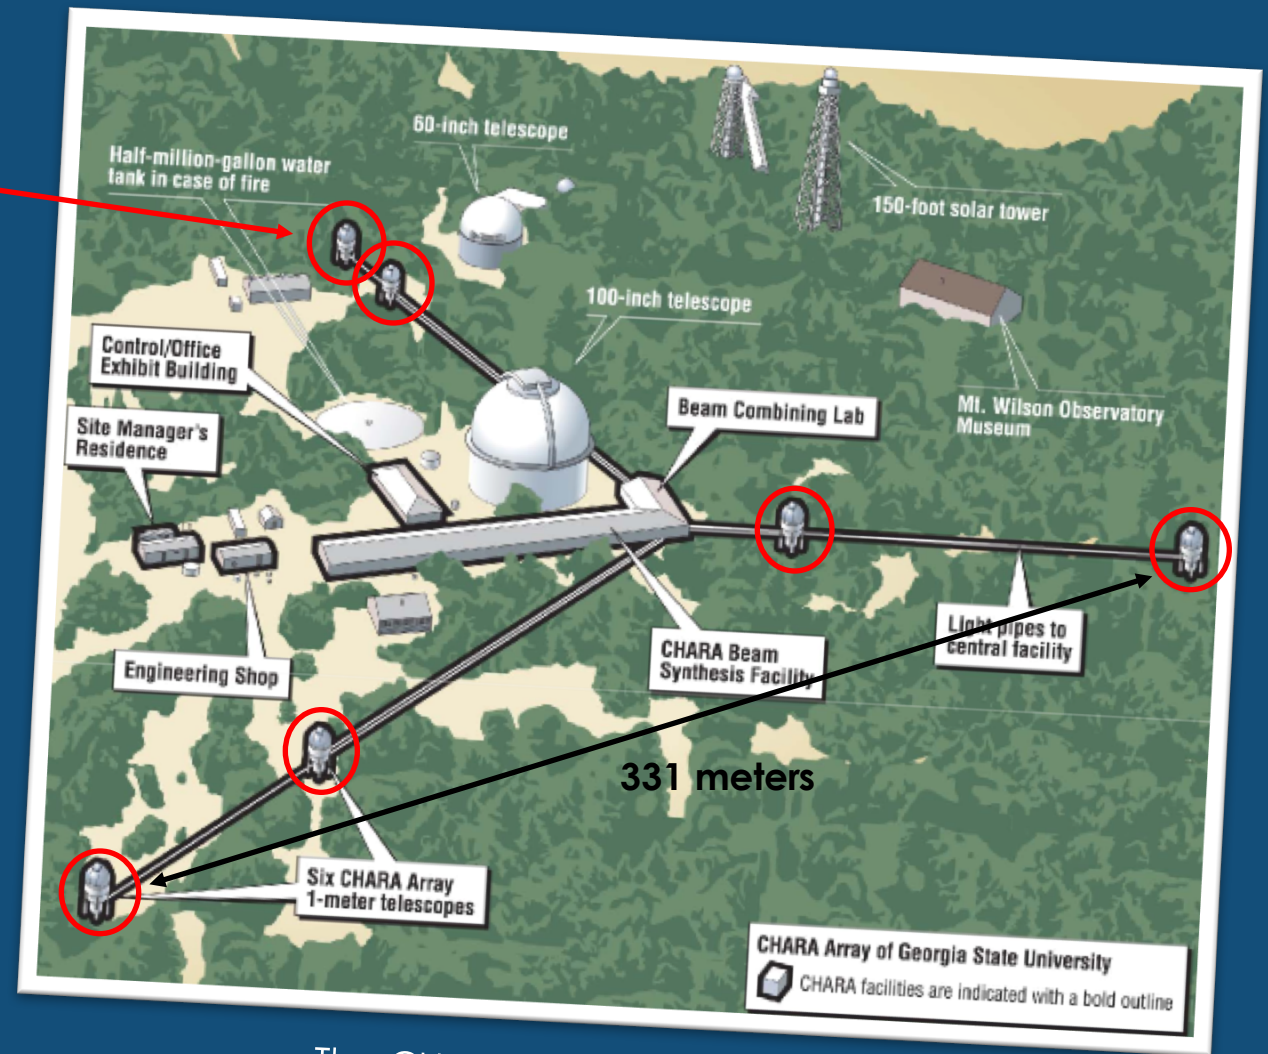 60-inch telescope
Half-million-gallon water
tank in case of fire
150-foot solar tower
100-inch telescope
Control/Office
Exhibit Building
Beam Combining Lab
Mt. Wilson Observatory
Museum
Site Manager's
Residence
Light pipes to
central facility
CHARA Beam
Synthesis Facility
Engineering Shop
331 meters
Six CHARA Array
1-meter telescopes
CHARA Array of Georgia State University
CHARA facilities are indicated with a bold outline